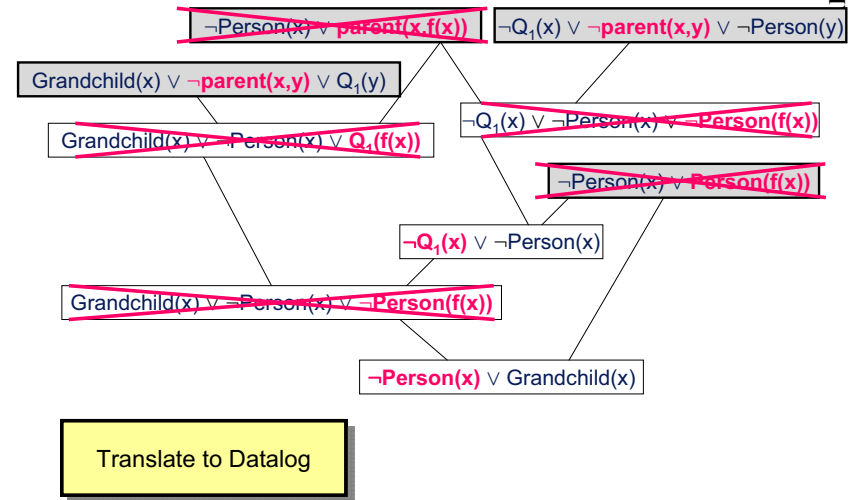 ¬Person(x) ∨ parent(x,f(x))
¬Q₁(x) ∨ ¬parent(x,y) ∨ ¬Person(y)
Grandchild(x) ∨ ¬parent(x,y) ∨ Q₁(y)
Grandchild(x) ∨ ¬Person(x) ∨ Q₁(f(x))
¬Q₁(x) ∨ ¬Person(x) ∨ ¬Person(f(x))
¬Person(x) ∨ Person(f(x))
¬Q₁(x) ∨ ¬Person(x)
Grandchild(x) ∨ ¬Person(x) ∨ ¬Person(f(x))
¬Person(x) ∨ Grandchild(x)
Translate to Datalog